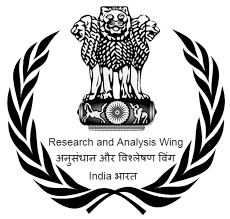 Research and Analysis Wing
अनुसंधान और विश्लेषण विंग
India भारत